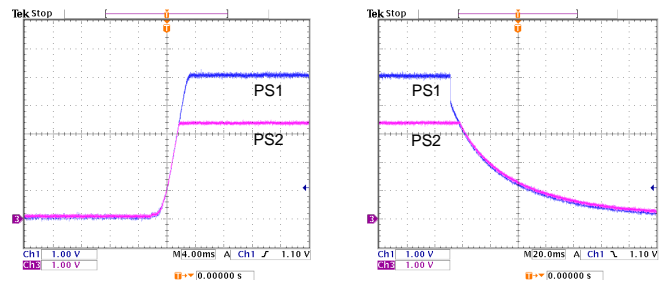 Tek Stop
T
T
PS1
PS2
3
Ch1 1.00 V M 4.00ms A Ch1 1.10 V
Ch3 1.00 V
T 0.00000 s
Tek Stop
T
T
PS1
PS2
3
Ch1 1.00 V M 20.0ms A Ch1 1.10 V
Ch3 1.00 V
T 0.00000 s